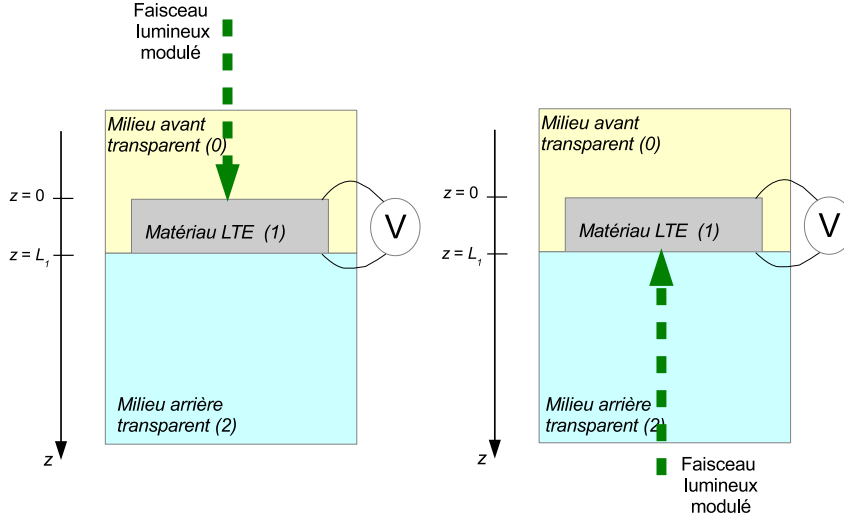 Faisceau
lumineux
modulé
Milieu avant
transparent (0)
z = 0
Matériau LTE (1)
V
z = L1
Milieu arrière
transparent (2)
z
Milieu avant
transparent (0)
z = 0
Matériau LTE (1)
V
z = L1
Milieu arrière
transparent (2)
z
Faisceau
lumineux
modulé